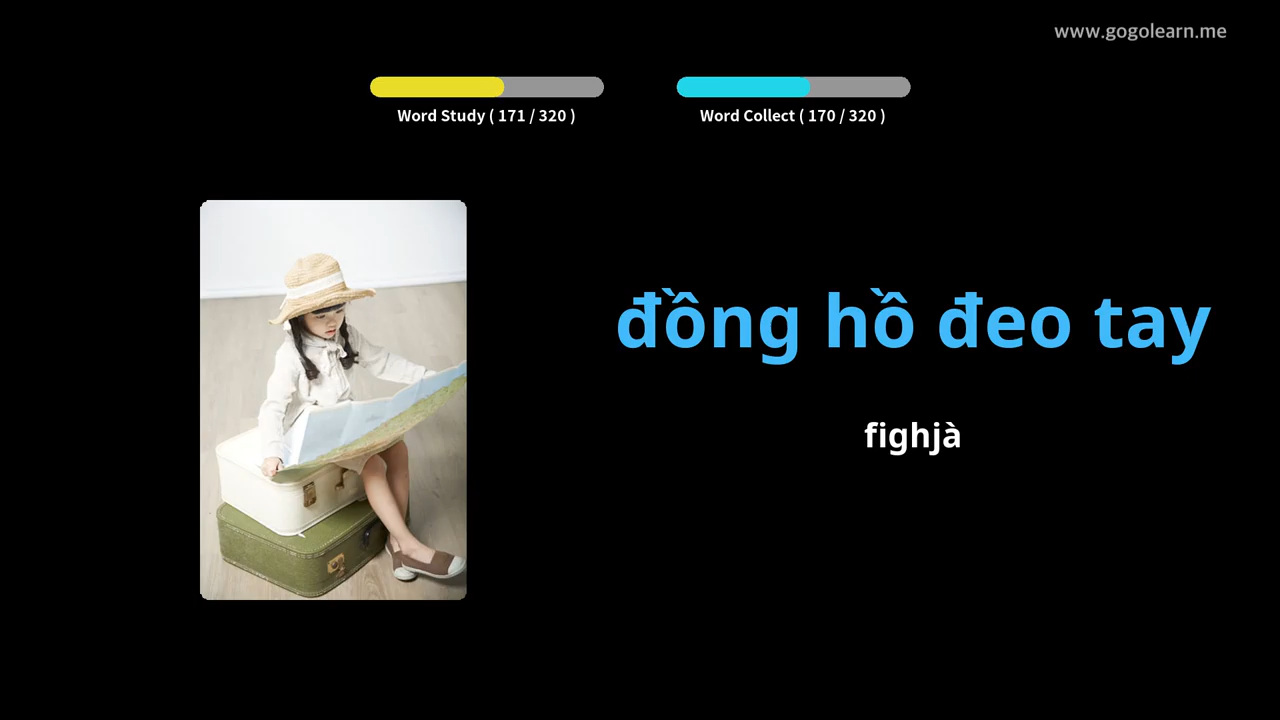 www.gogolearn.me
Word Study ( 171 / 320 )
Word Collect ( 170 / 320 )
đồng hồ đeo tay
fighjà